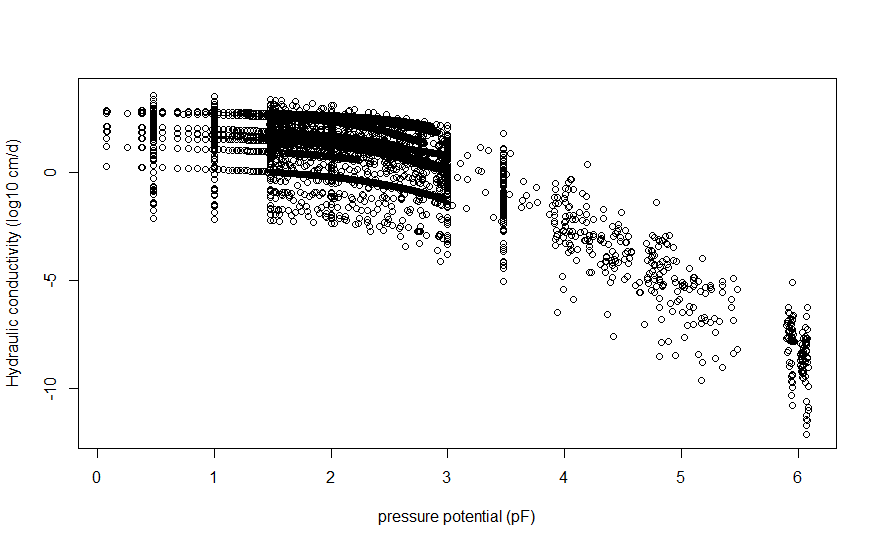 Hydraulic conductivity (log10 cm/d)
0
-5
-10
0 1 2 3 4 5 6
pressure potential (pF)